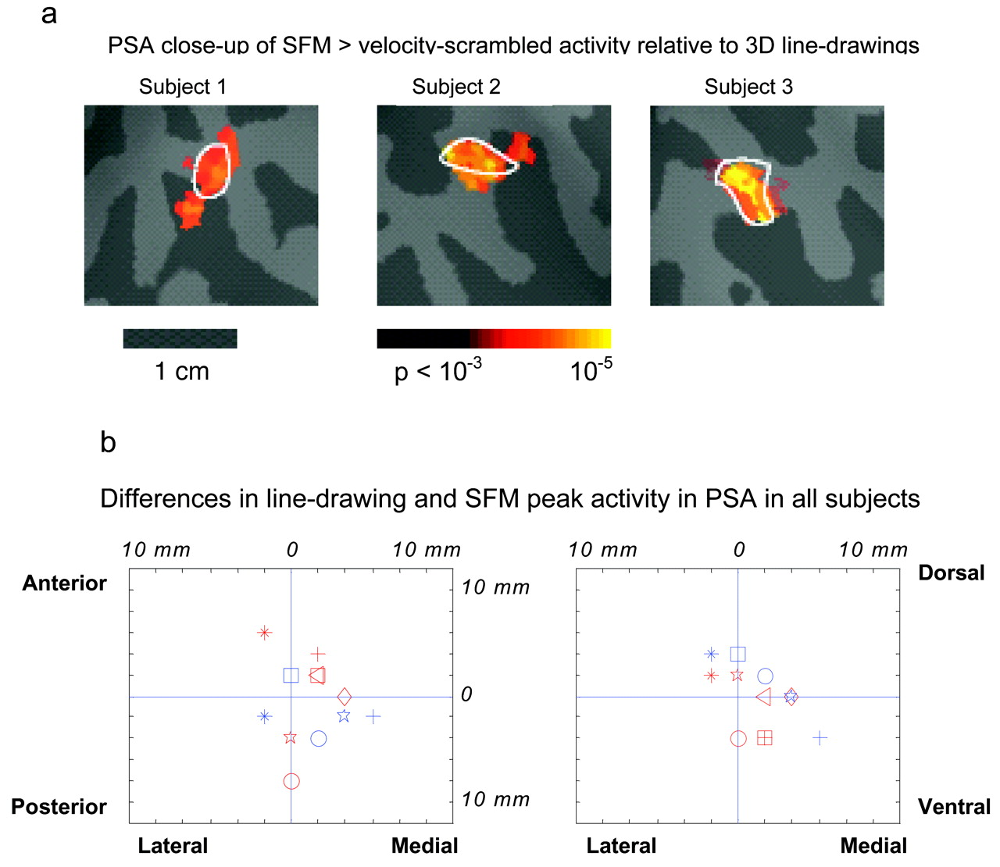 a
PSA close-up of SFM > velocity-scrambled activity relative to 3D line-drawings
Subject 1
Subject 2
Subject 3
1 cm
p < 10-3
10-5
b
Differences in line-drawing and SFM peak activity in PSA in all subjects
10 mm 0 10 mm
10 mm 0 10 mm
Anterior
10 mm
Dorsal
0
Posterior
10 mm
Ventral
Lateral Medial
Lateral Medial